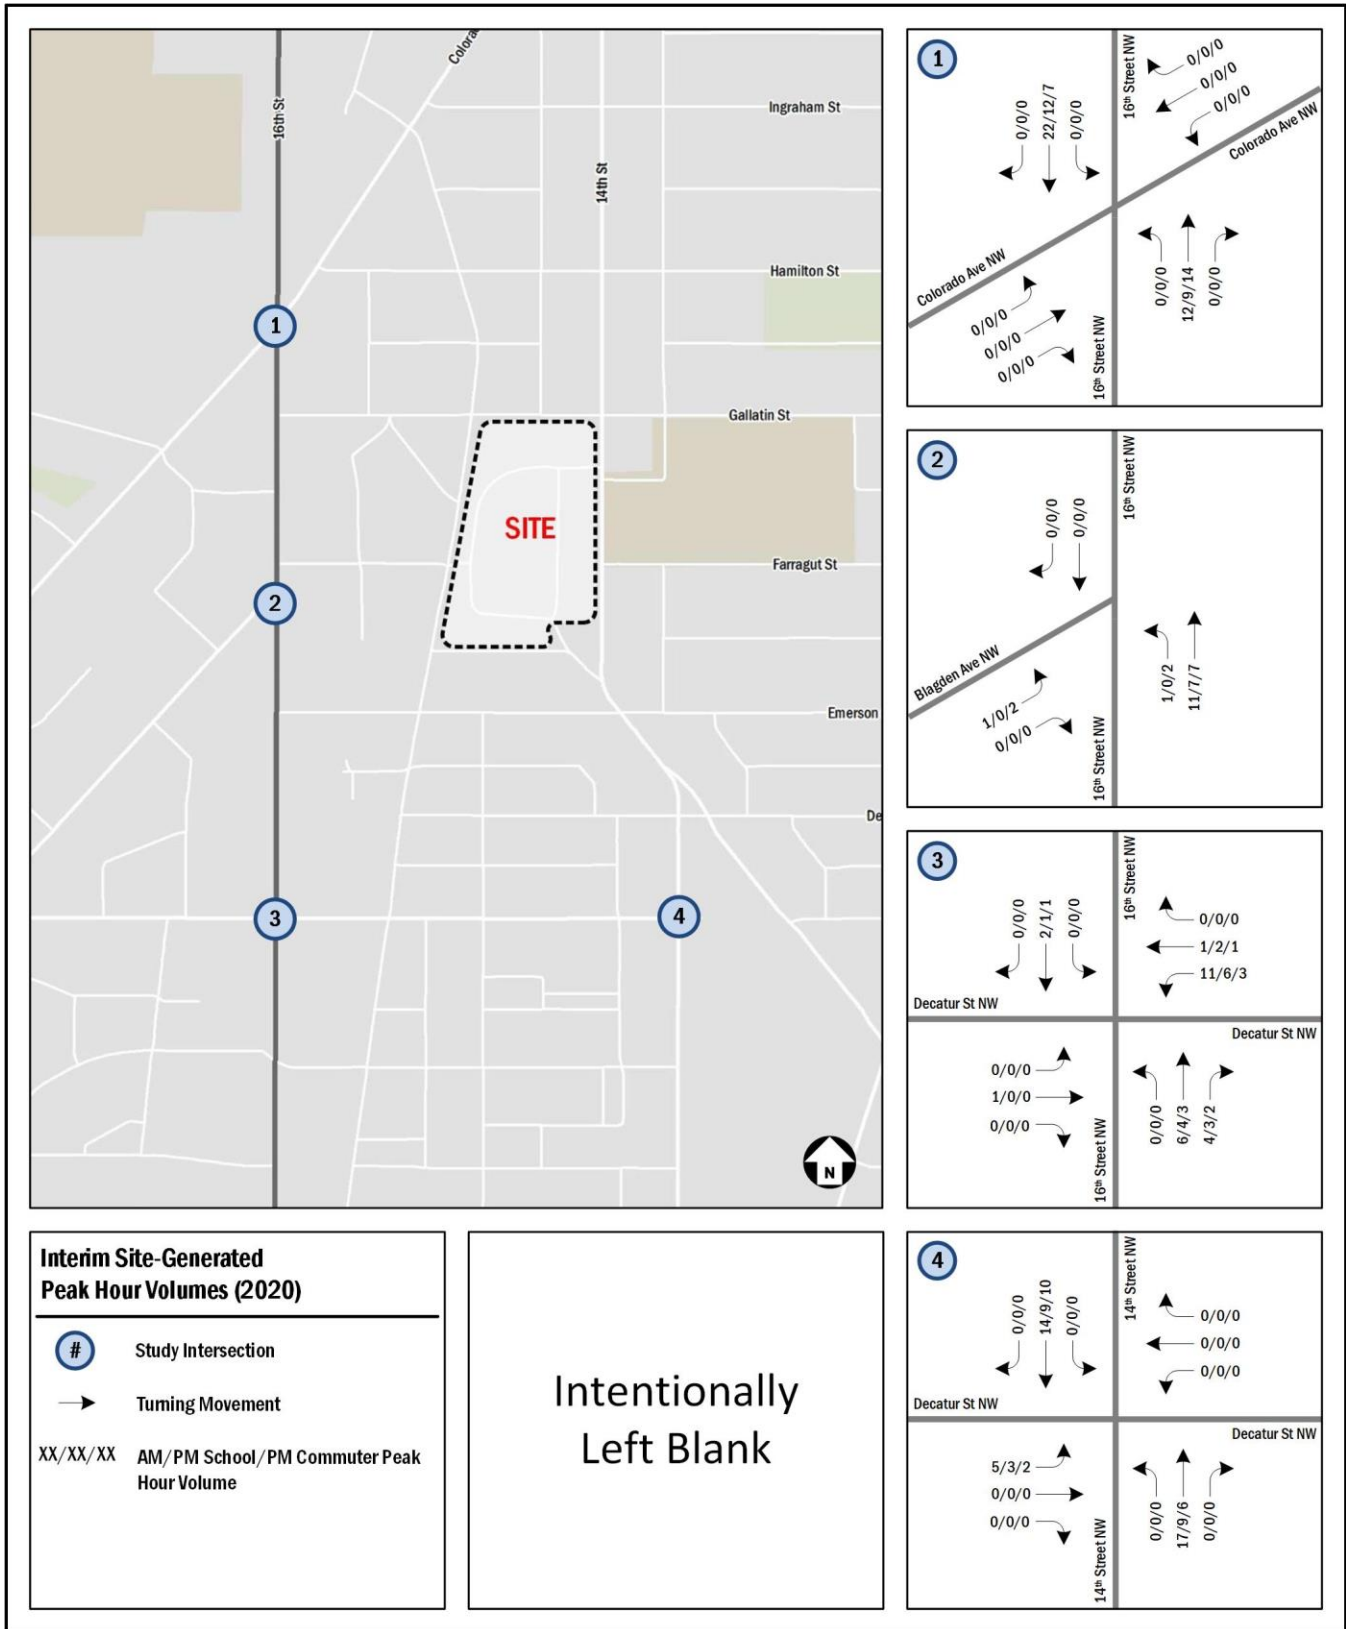 16th St
Colora
Ingraham St
14th St
Hamilton St
1
Gallatin St
SITE
Farragut St
2
Emerson
De
3
4
N
1
16th Street NW
0/0/0
22/12/7
0/0/0
0/0/0
0/0/0
0/0/0
Colorado Ave NW
Colorado Ave NW
0/0/0
0/0/0
0/0/0
16th Street NW
0/0/0
12/9/14
0/0/0
2
16th Street NW
0/0/0
0/0/0
Blagden Ave NW
1/0/2
0/0/0
16th Street NW
1/0/2
11/7/7
3
16th Street NW
0/0/0
2/1/1
0/0/0
0/0/0
1/2/1
11/6/3
Decatur St NW
Decatur St NW
0/0/0
1/0/0
0/0/0
16th Street NW
0/0/0
6/4/3
4/3/2
4
14th Street NW
0/0/0
14/9/10
0/0/0
0/0/0
0/0/0
0/0/0
Decatur St NW
Decatur St NW
5/3/2
0/0/0
0/0/0
14th Street NW
0/0/0
17/9/6
0/0/0
Interim Site-Generated
Peak Hour Volumes (2020)
# Study Intersection
Turning Movement
XX/XX/XX AM/PM School/PM Commuter Peak
Hour Volume
Intentionally
Left Blank